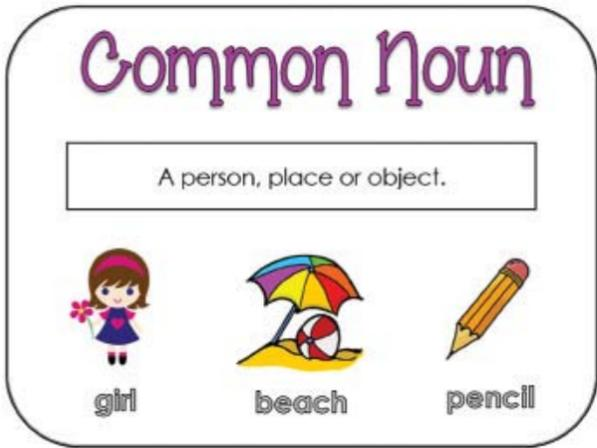 Common Noun
A person, place or object.
girl beach pencil